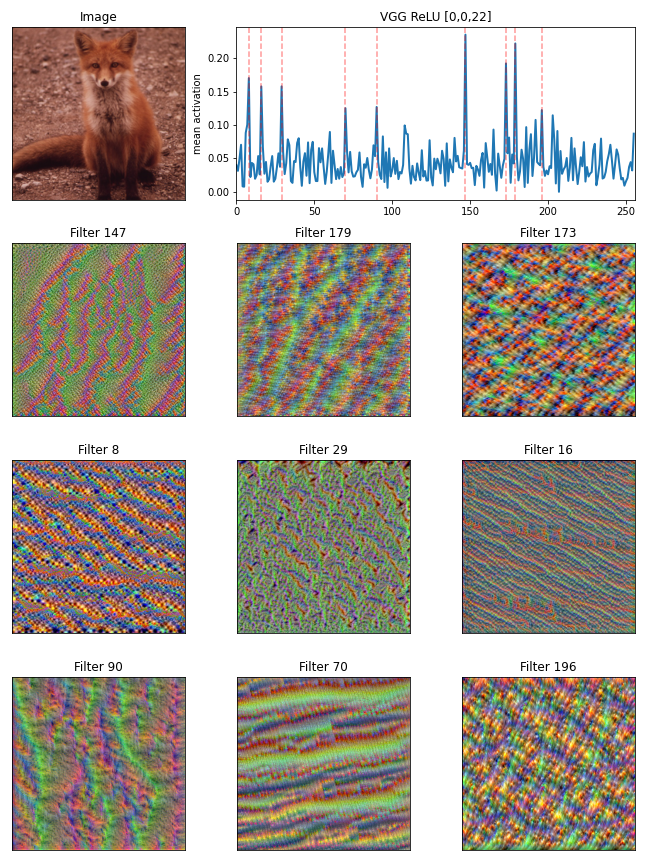 Image
VGG ReLU [0,0,22]
mean activation
0.20
0.15
0.10
0.05
0.00
0 50 100 150 200 250
Filter 147 Filter 179 Filter 173
Filter 8 Filter 29 Filter 16
Filter 90 Filter 70 Filter 196